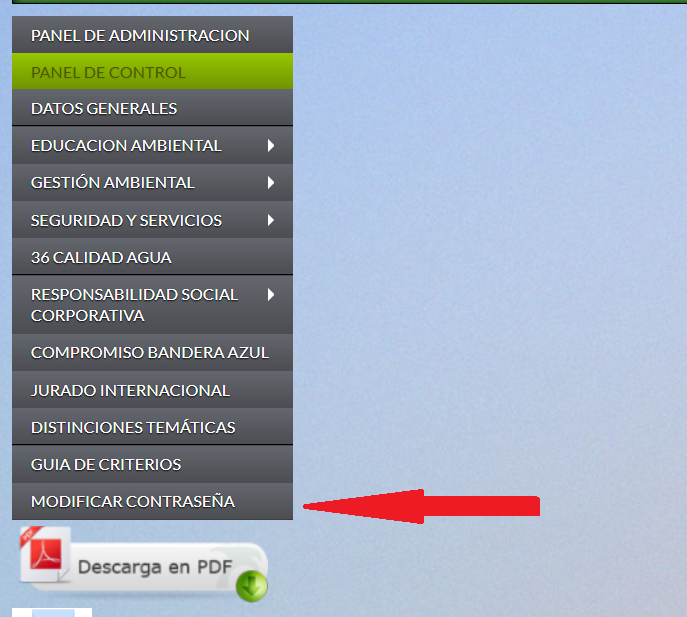 PANEL DE ADMINISTRACION
PANEL DE CONTROL
DATOS GENERALES
EDUCACION AMBIENTAL
GESTIÓN AMBIENTAL
SEGURIDAD Y SERVICIOS
36 CALIDAD AGUA
RESPONSABILIDAD SOCIAL
CORPORATIVA
COMPROMISO BANDERA AZUL
JURADO INTERNACIONAL
DISTINCIONES TEMÁTICAS
GUIA DE CRITERIOS
MODIFICAR CONTRASEÑA
PDF
Descarga en PDF